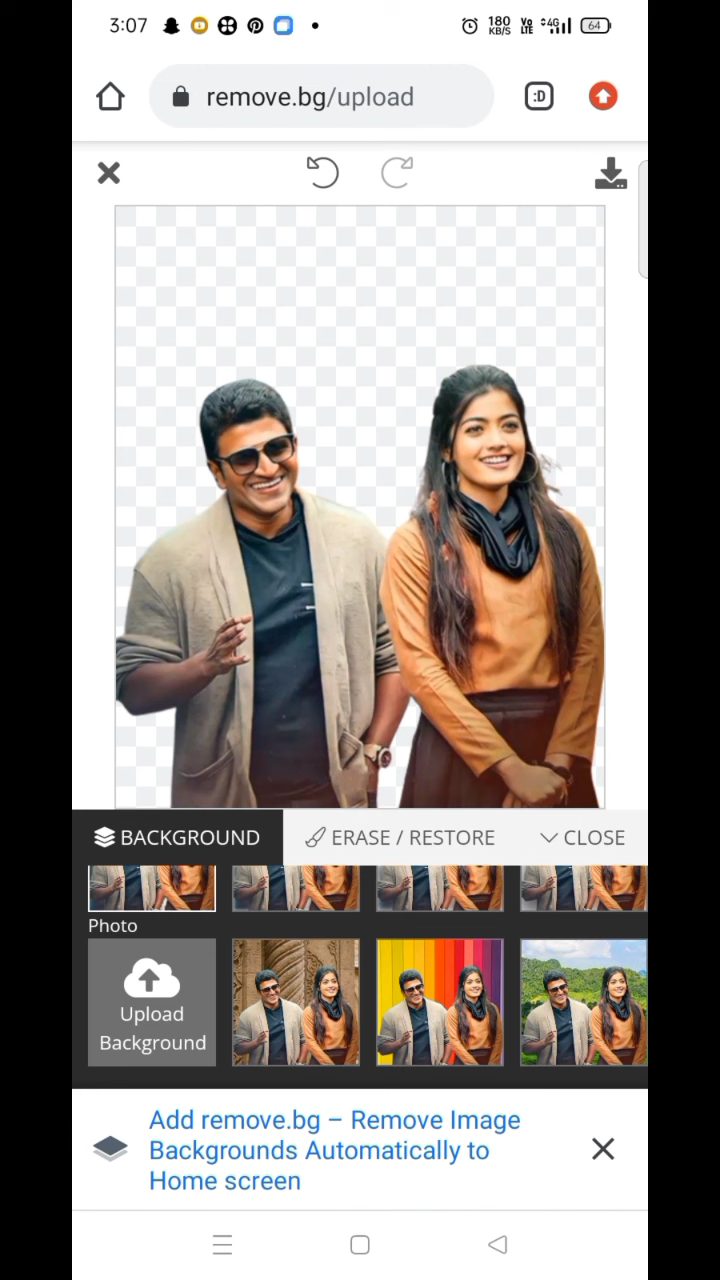 3:07
180 KB/S
Vo LTE
4G
64
remove.bg/upload
:D
BACKGROUND
ERASE / RESTORE
CLOSE
Photo
Upload
Background
Add remove.bg – Remove Image
Backgrounds Automatically to
Home screen